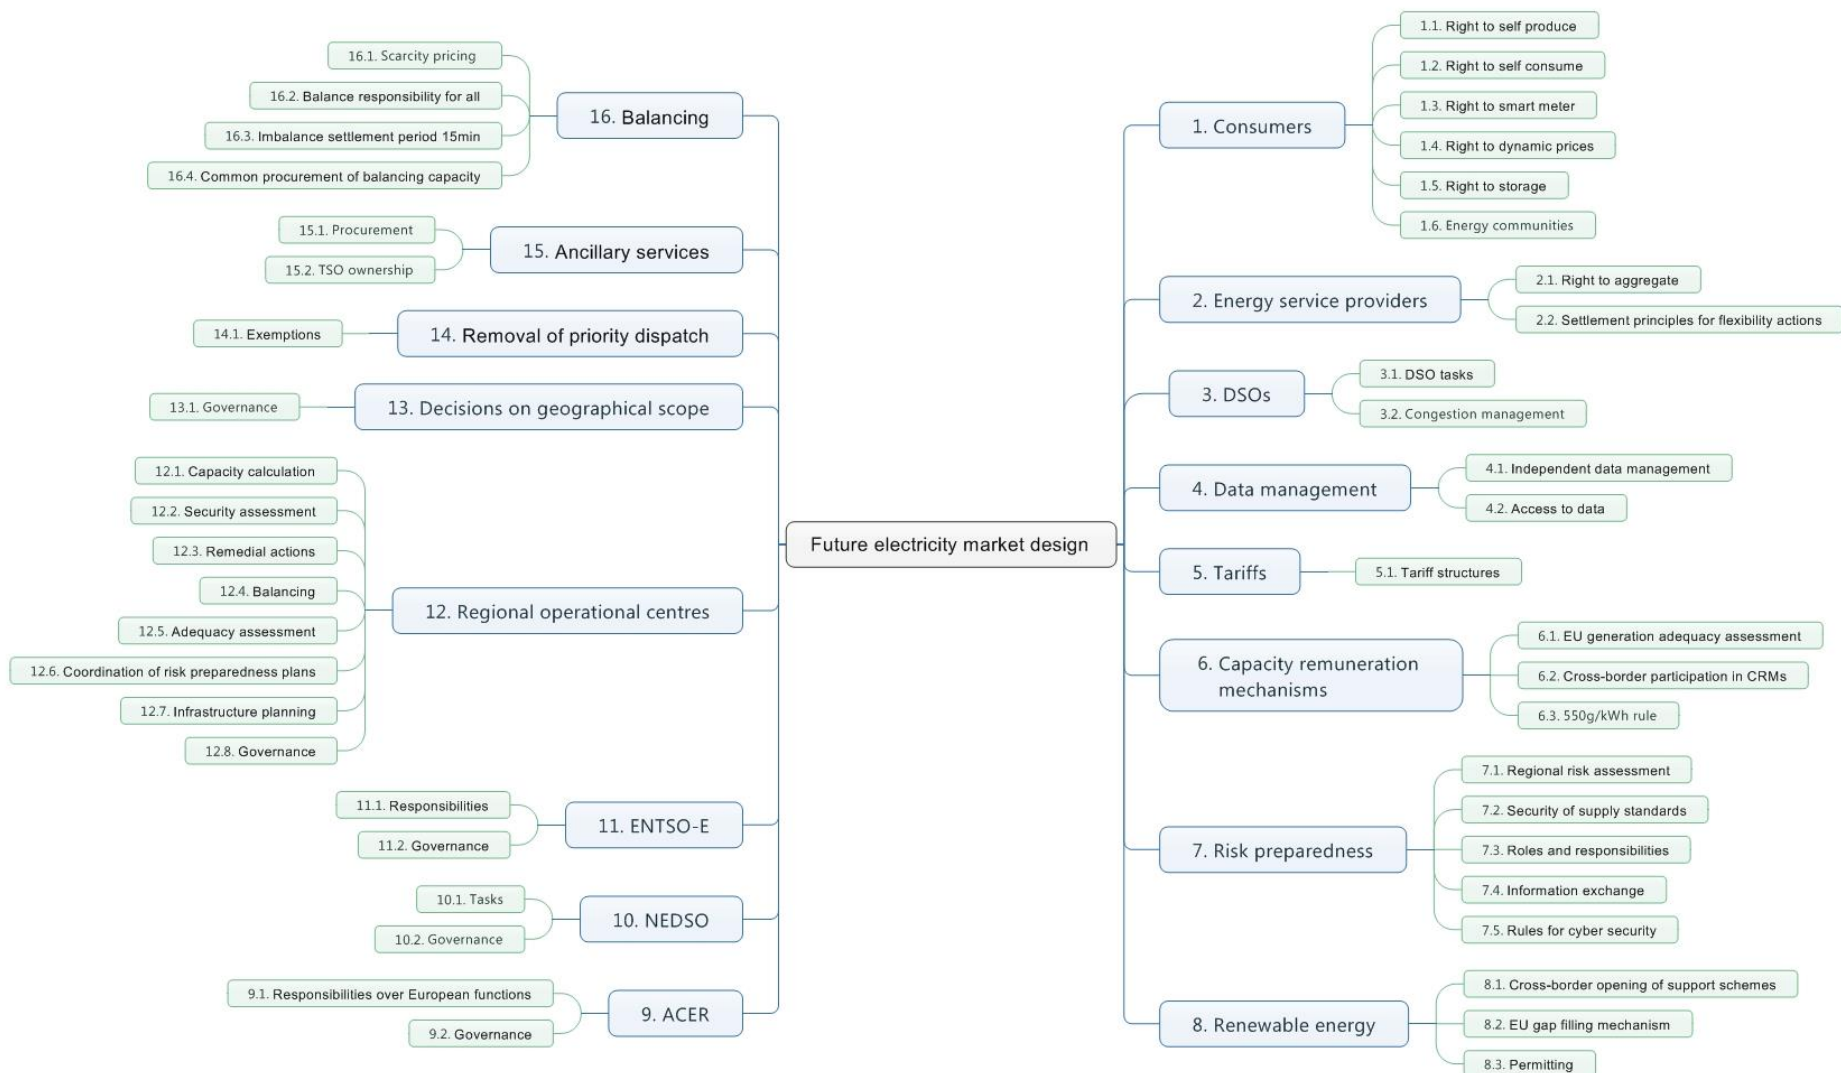 Future electricity market design
1. Consumers
1.1. Right to self produce
1.2. Right to self consume
1.3. Right to smart meter
1.4. Right to dynamic prices
1.5. Right to storage
1.6. Energy communities
2. Energy service providers
2.1. Right to aggregate
2.2. Settlement principles for flexibility actions
3. DSOs
3.1. DSO tasks
3.2. Congestion management
4. Data management
4.1. Independent data management
4.2. Access to data
5. Tariffs
5.1. Tariff structures
6. Capacity remuneration
mechanisms
6.1. EU generation adequacy assessment
6.2. Cross-border participation in CRMs
6.3. 550g/kWh rule
7. Risk preparedness
7.1. Regional risk assessment
7.2. Security of supply standards
7.3. Roles and responsibilities
7.4. Information exchange
7.5. Rules for cyber security
8. Renewable energy
8.1. Cross-border opening of support schemes
8.2. EU gap filling mechanism
8.3. Permitting
16. Balancing
16.1. Scarcity pricing
16.2. Balance responsibility for all
16.3. Imbalance settlement period 15min
16.4. Common procurement of balancing capacity
15. Ancillary services
15.1. Procurement
15.2. TSO ownership
14. Removal of priority dispatch
14.1. Exemptions
13. Decisions on geographical scope
13.1. Governance
12. Regional operational centres
12.1. Capacity calculation
12.2. Security assessment
12.3. Remedial actions
12.4. Balancing
12.5. Adequacy assessment
12.6. Coordination of risk preparedness plans
12.7. Infrastructure planning
12.8. Governance
11. ENTSO-E
11.1. Responsibilities
11.2. Governance
10. NEDSO
10.1. Tasks
10.2. Governance
9. ACER
9.1. Responsibilities over European functions
9.2. Governance